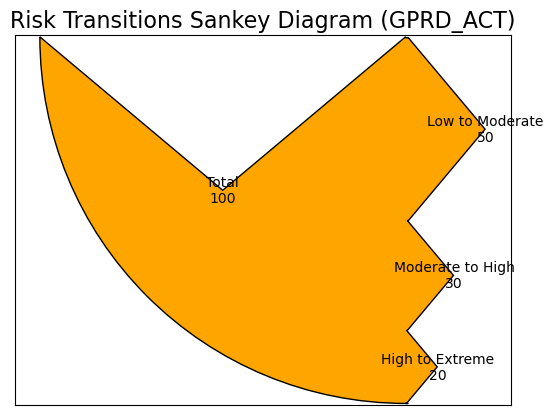 Risk Transitions Sankey Diagram (GPRD_ACT)
Low to Moderate
50
Total
100
Moderate to High
30
High to Extreme
20